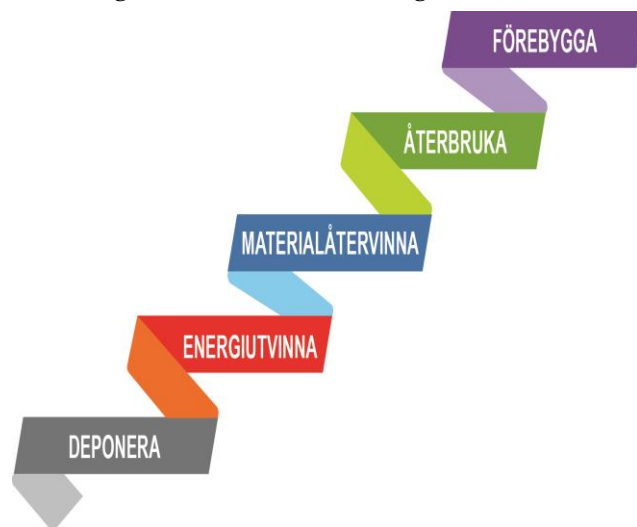 FÖREBYGGA
ÅTERBRUKA
MATERIALÅTERVINNA
ENERGIUTVINNA
DEPONERA